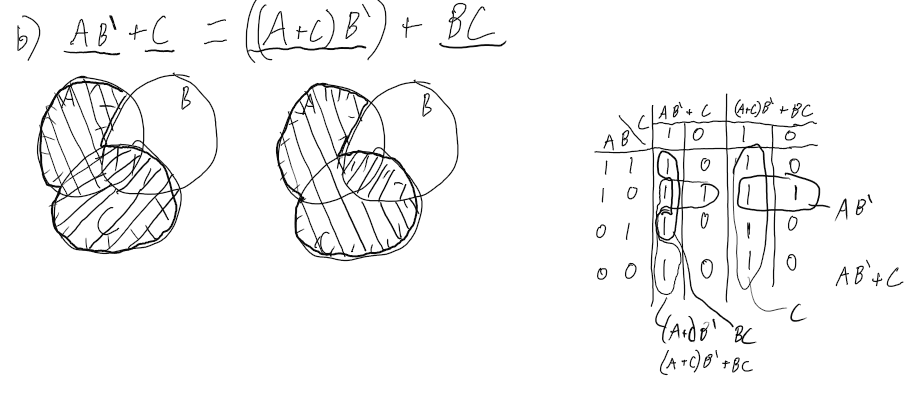 b) AB' + C = ((A+C)B') + BC
A B
C
A B
C
C AB' + C (A+C)B' + BC
A B 1 0 1 0
1 1 1 0 1 0
1 0 1 1 1 1
AB'
0 1 1 0 1 0
0 0 1 0 1 0
AB' + C
C
(A+C)B' BC
(A+C)B' + BC